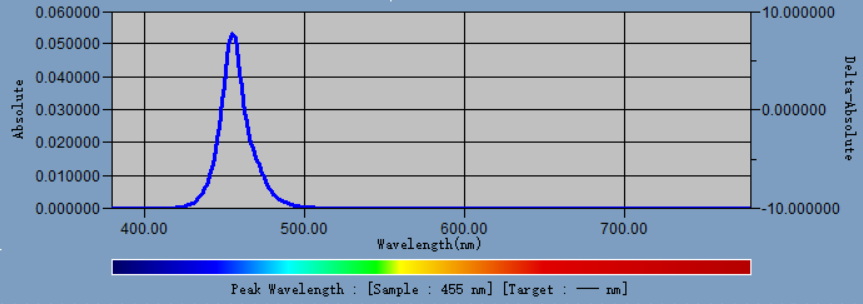 0.060000
0.050000
0.040000
0.030000
0.020000
0.010000
0.000000
Absolute
10.000000
0.000000
-10.000000
Delta-Absolute
400.00 500.00 600.00 700.00
Wavelength(nm)
Peak Wavelength : [Sample : 455 nm] [Target : —— nm]